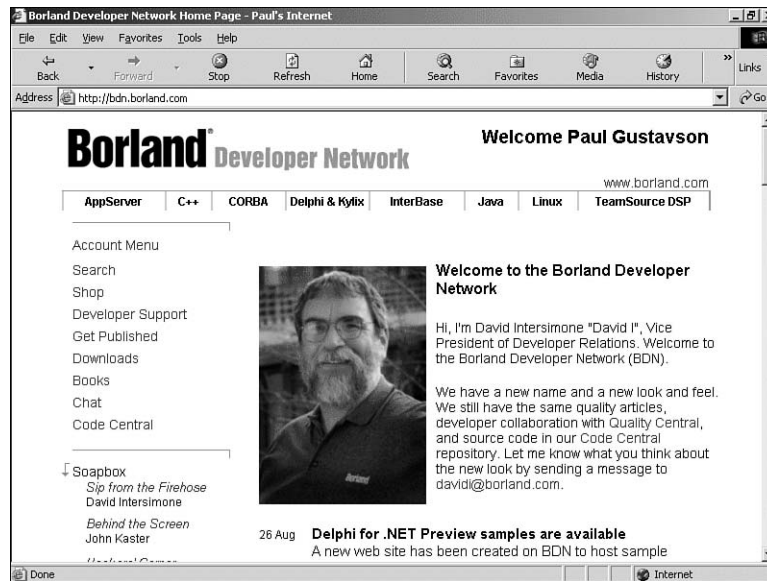 Borland Developer Network Home Page - Paul's Internet
File Edit View Favorites Tools Help
Back Forward Stop Refresh Home Search Favorites Media History » Links
Address http://bdn.borland.com Go
Borland® Developer Network
Welcome Paul Gustavson
www.borland.com
AppServer C++ CORBA Delphi & Kylix InterBase Java Linux TeamSource DSP
Account Menu
Search
Shop
Developer Support
Get Published
Downloads
Books
Chat
Code Central
Soapbox
Sip from the Firehose
David Intersimone
Behind the Screen
John Kaster
Welcome to the Borland Developer
Network
Hi, I'm David Intersimone "David I", Vice
President of Developer Relations. Welcome to
the Borland Developer Network (BDN).
We have a new name and a new look and feel.
We still have the same quality articles,
developer collaboration with Quality Central,
and source code in our Code Central
repository. Let me know what you think about
the new look by sending a message to
davidi@borland.com.
Borland
26 Aug Delphi for .NET Preview samples are available
A new web site has been created on BDN to host sample
Done Internet